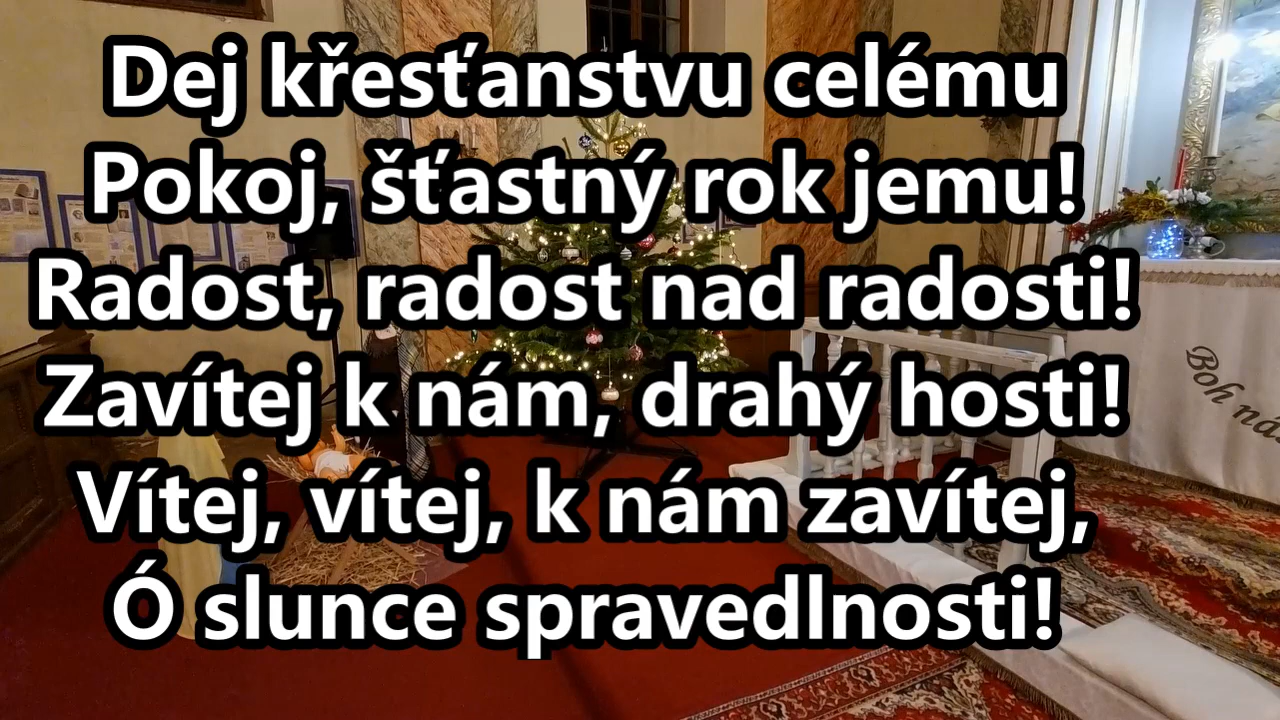 Dej křesťanstvu celému
Pokoj, šťastný rok jemu!
Radost, radost nad radosti!
Zavítej k nám, drahý hosti!
Vítej, vítej, k nám zavítej,
Ó slunce spravedlnosti!
Boh